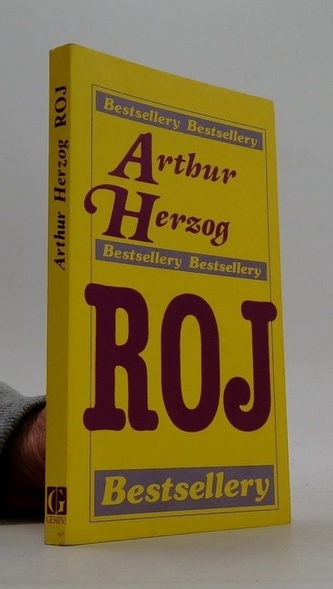 Bestsellery Bestsellery
Arthur
Herzog
Bestsellery Bestsellery
ROJ
Bestsellery
Arthur Herzog ROJ
G
GEMINI